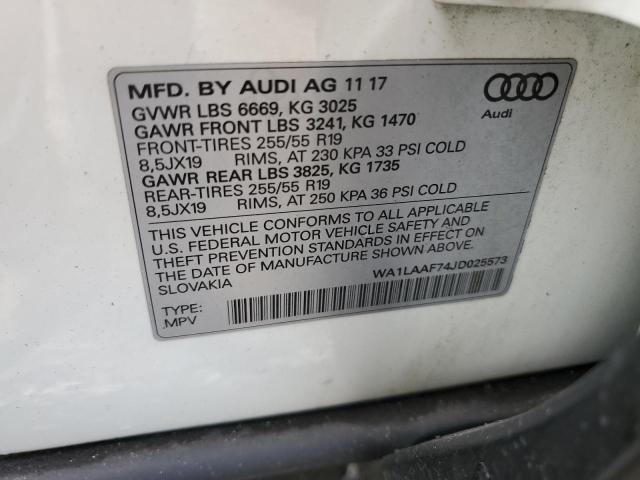 MFD. BY AUDI AG 11 17
GVWR LBS 6669, KG 3025
GAWR FRONT LBS 3241, KG 1470
FRONT-TIRES 255/55 R19
8,5JX19 RIMS, AT 230 KPA 33 PSI COLD
GAWR REAR LBS 3825, KG 1735
REAR-TIRES 255/55 R19
8,5JX19 RIMS, AT 250 KPA 36 PSI COLD
Audi
THIS VEHICLE CONFORMS TO ALL APPLICABLE
U.S. FEDERAL MOTOR VEHICLE SAFETY AND
THEFT PREVENTION STANDARDS IN EFFECT ON
THE DATE OF MANUFACTURE SHOWN ABOVE.
SLOVAKIA
WA1LAAF74JD025573
TYPE:
MPV